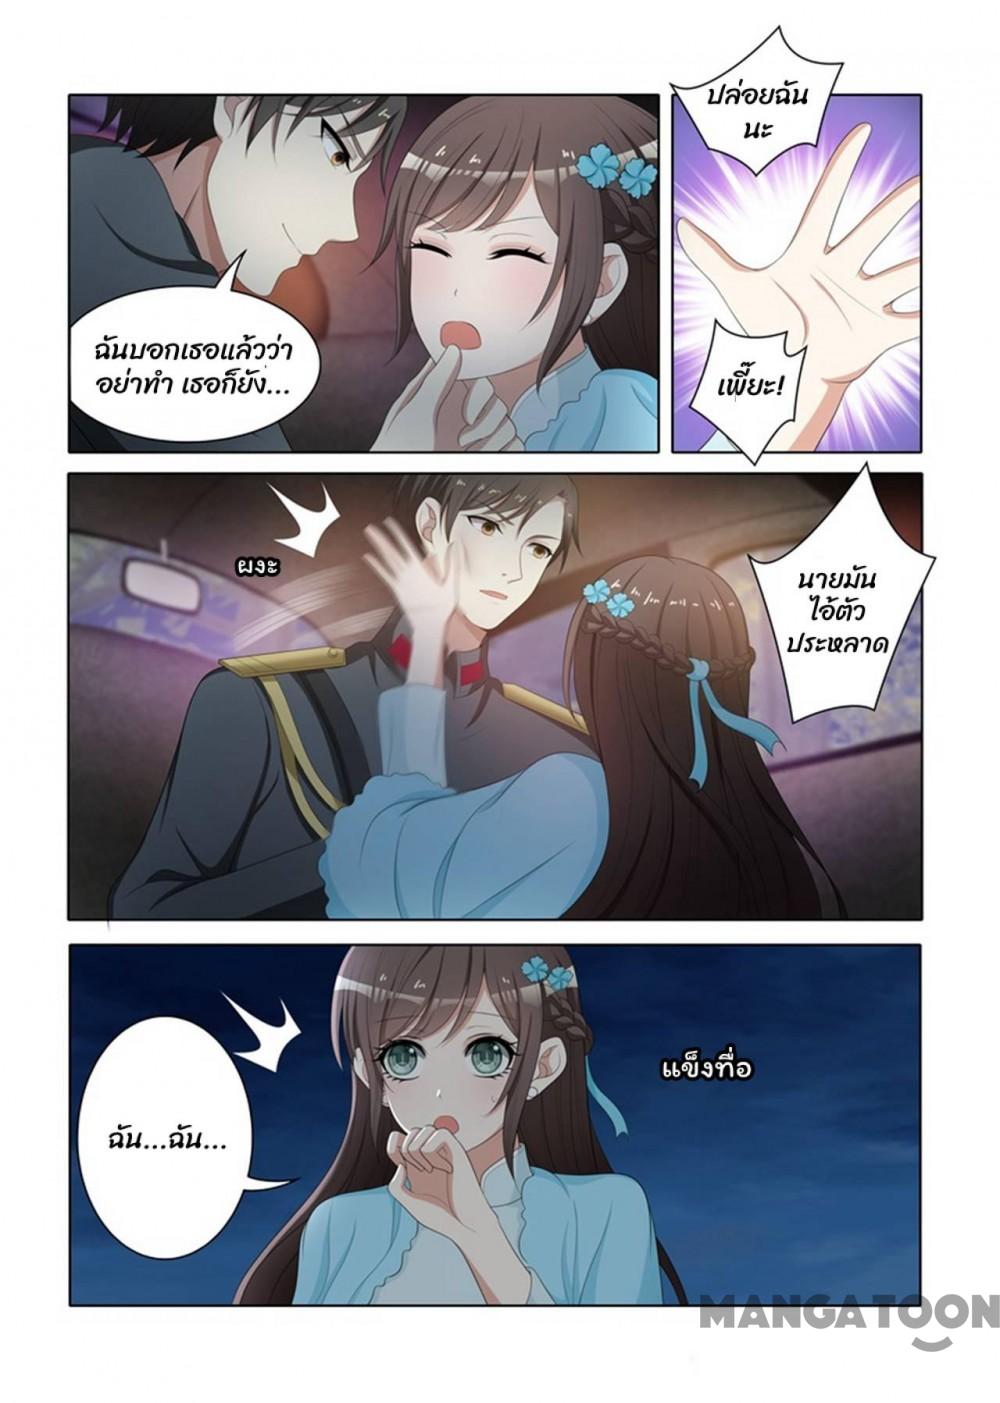 ปล่อยฉัน
นะ
ฉันบอกเธอแล้วว่า
อย่าทำ เธอก็ยัง...
เพี๊ยะ!
ผงะ
นายมัน
ไอ้ตัว
ประหลาด
แข็งทื่อ
ฉัน...ฉัน...
MANGATOON